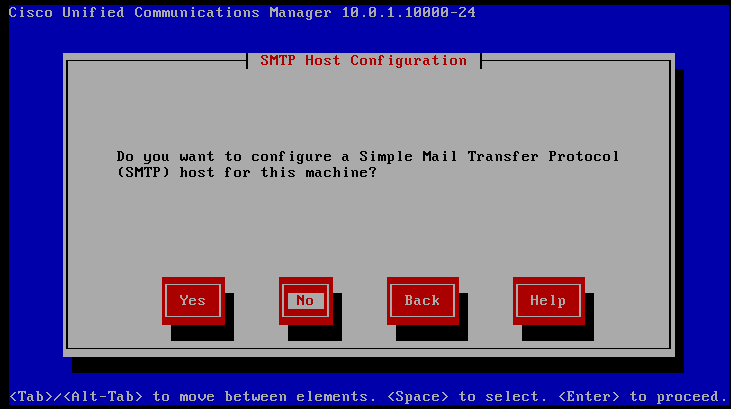 Cisco Unified Communications Manager 10.0.1.10000-24
SMTP Host Configuration
Do you want to configure a Simple Mail Transfer Protocol
(SMTP) host for this machine?
Yes No Back Help
<Tab>/<Alt-Tab> to move between elements. <Space> to select. <Enter> to proceed.